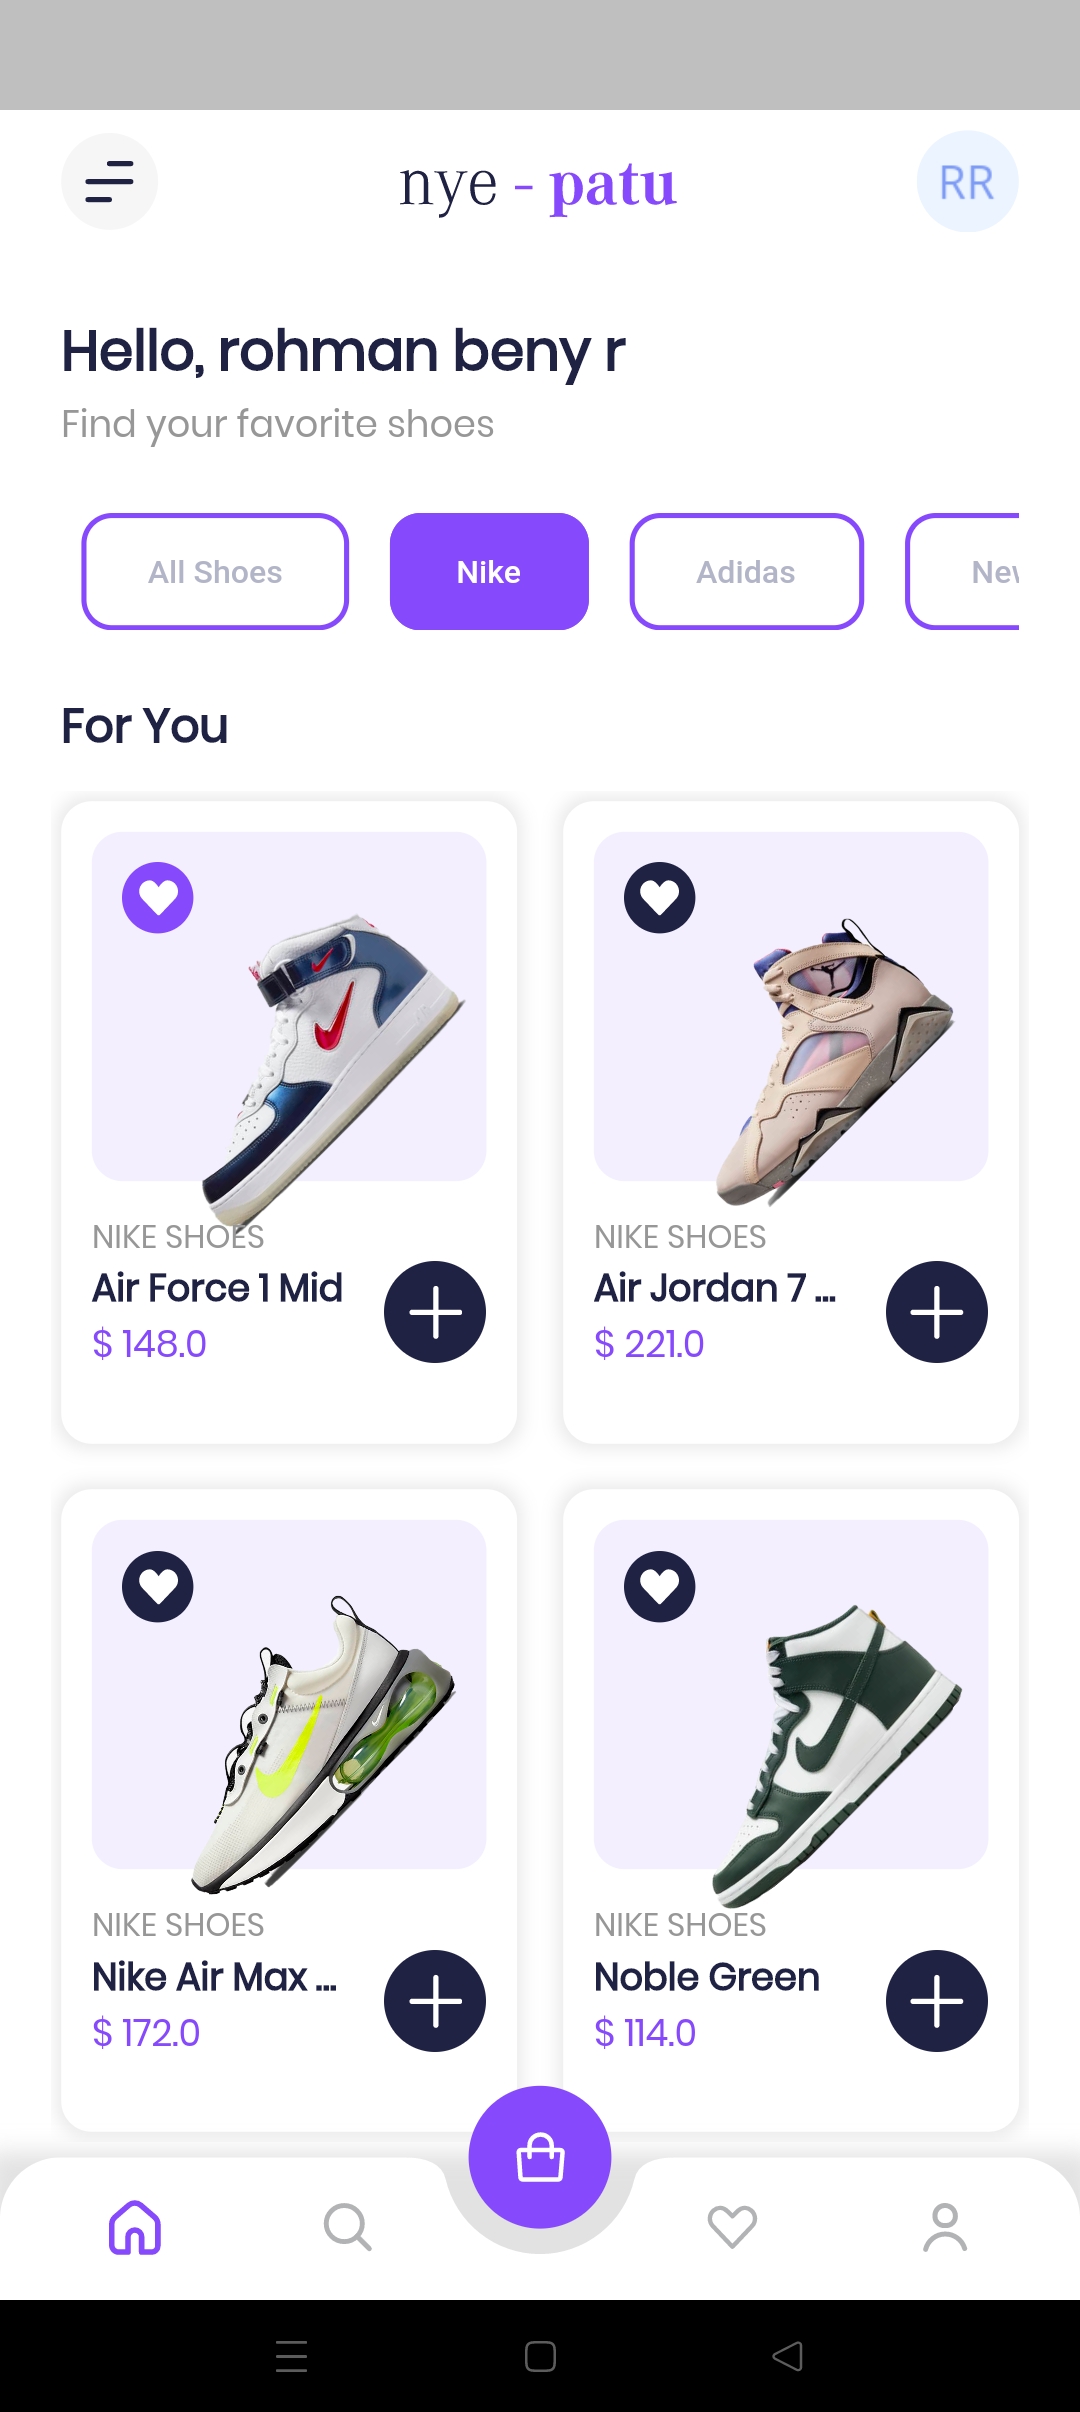 nye - patu
RR
Hello, rohman beny r
Find your favorite shoes
All Shoes
Nike
Adidas
New
For You
NIKE SHOES
Air Force 1 Mid
$ 148.0
NIKE SHOES
Air Jordan 7 ...
$ 221.0
NIKE SHOES
Nike Air Max ...
$ 172.0
NIKE SHOES
Noble Green
$ 114.0